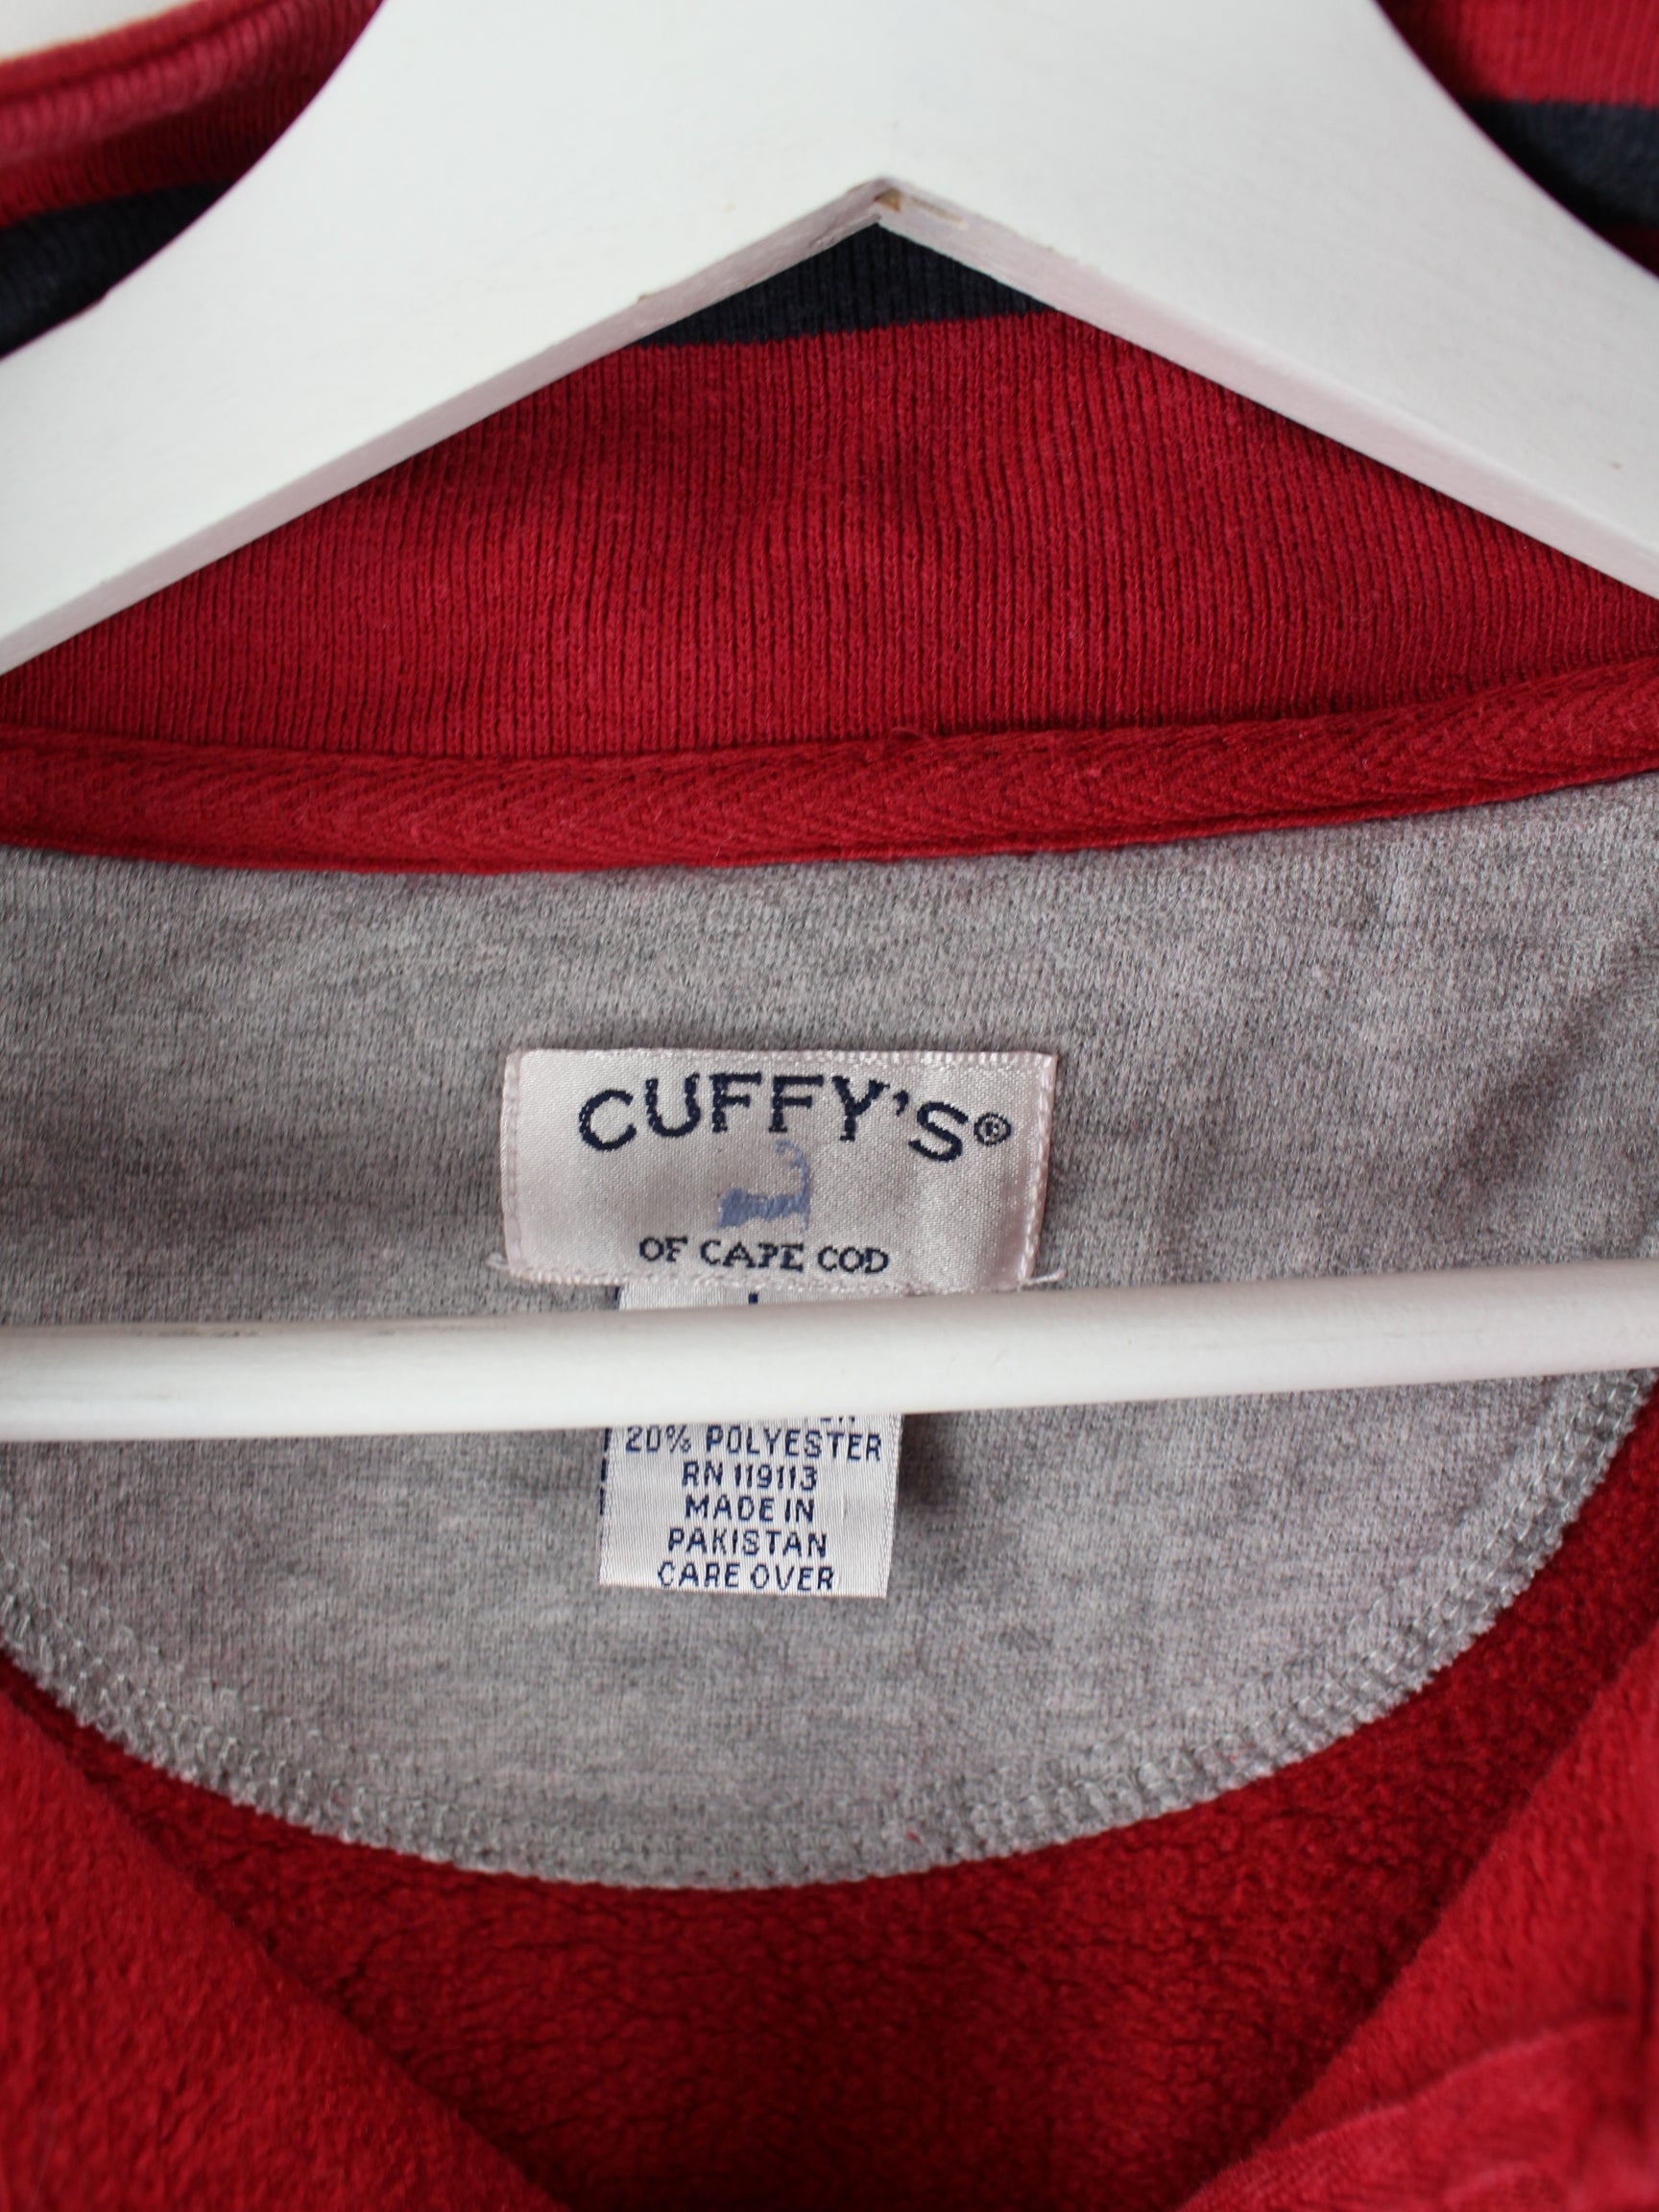 CUFFY'S®
OF CAPE COD
20% POLYESTER
RN 119113
MADE IN
PAKISTAN
CARE OVER